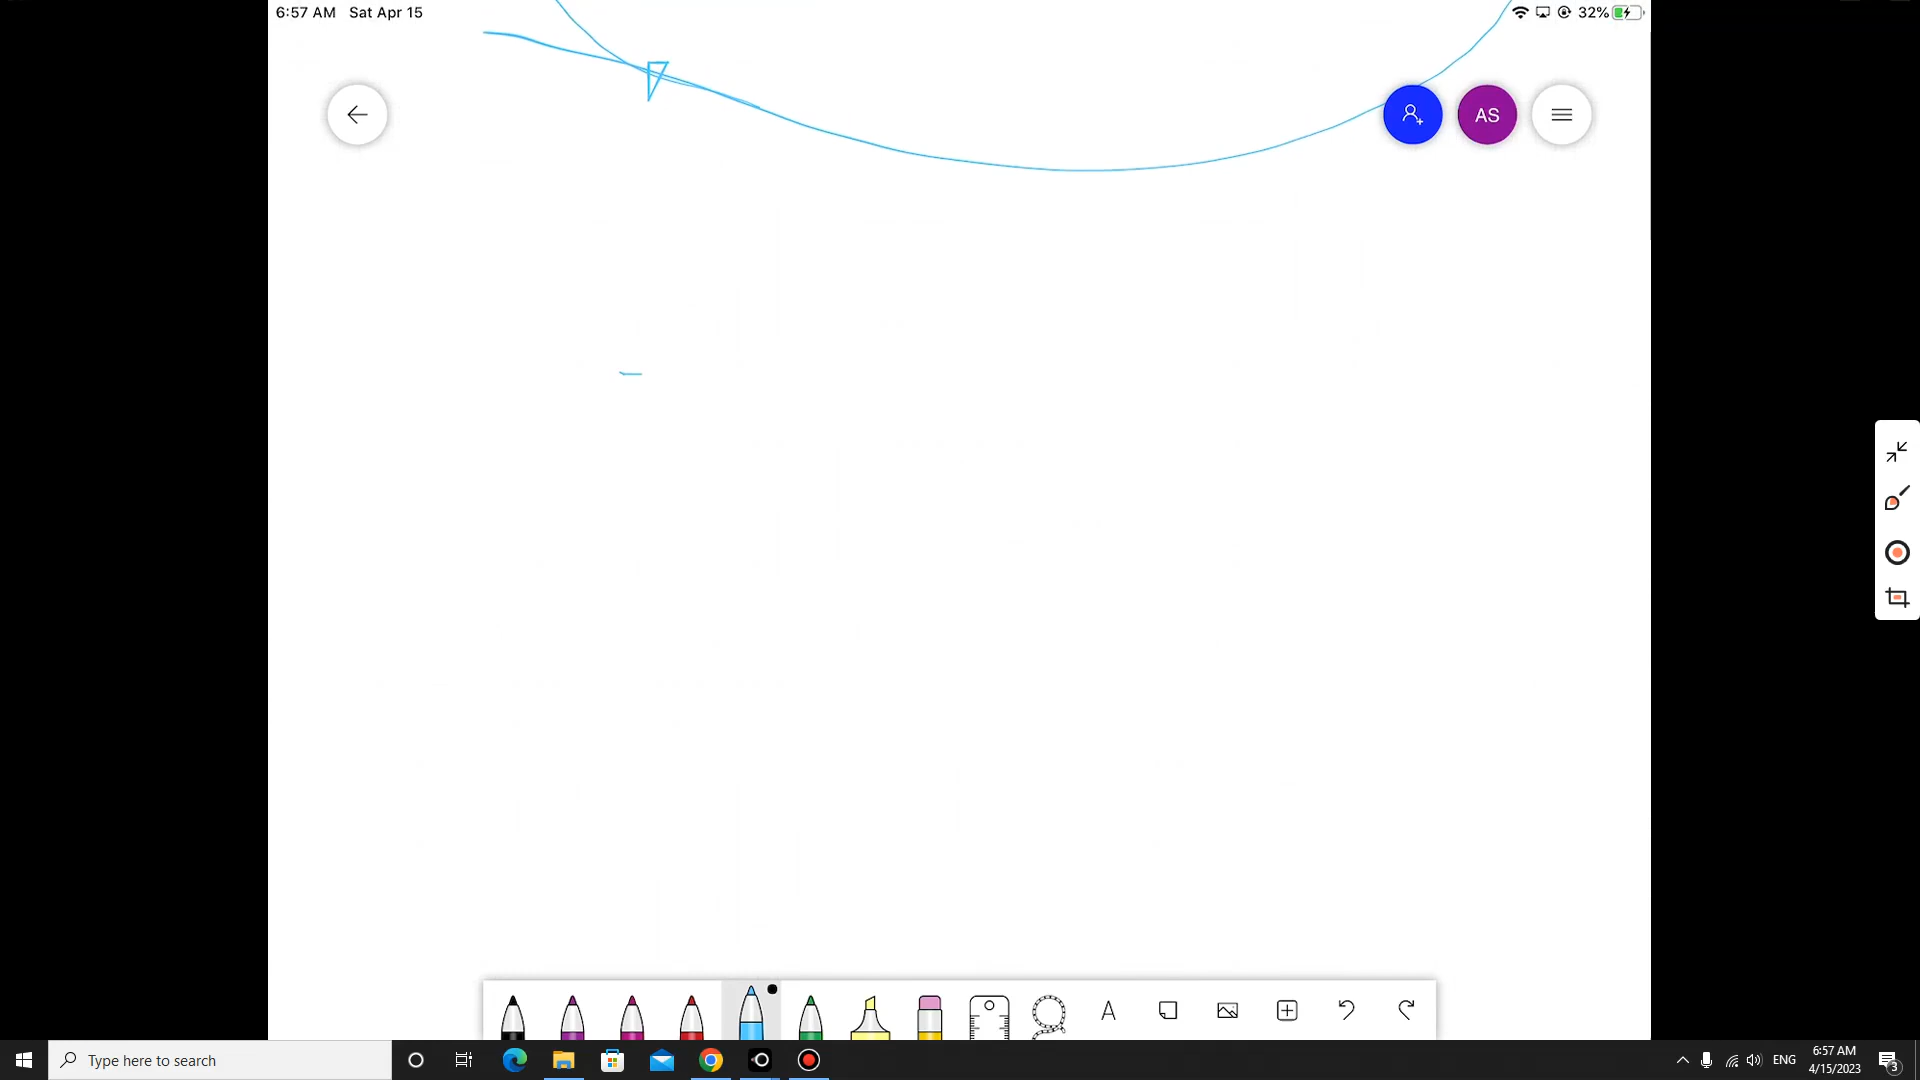 6:57 AM Sat Apr 15
32%
AS
A
Type here to search
ENG
6:57 AM
4/15/2023
3